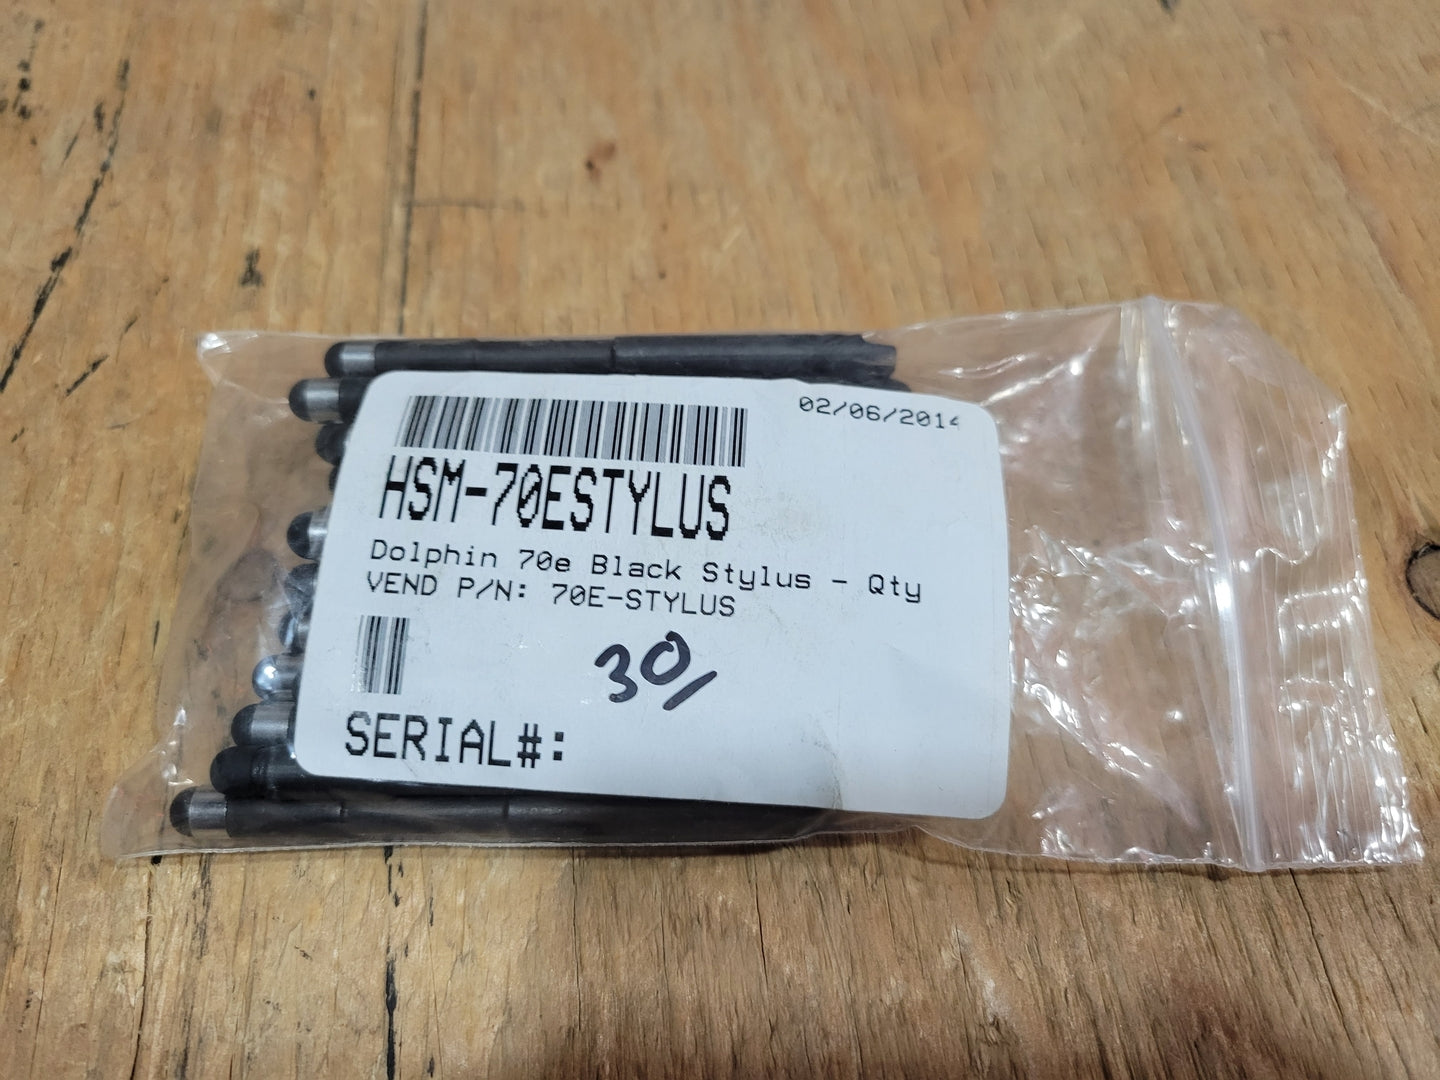 02/06/2014
HSM-70ESTYLUS
Dolphin 70e Black Stylus - Qty
VEND P/N: 70E-STYLUS
30/
SERIAL#: